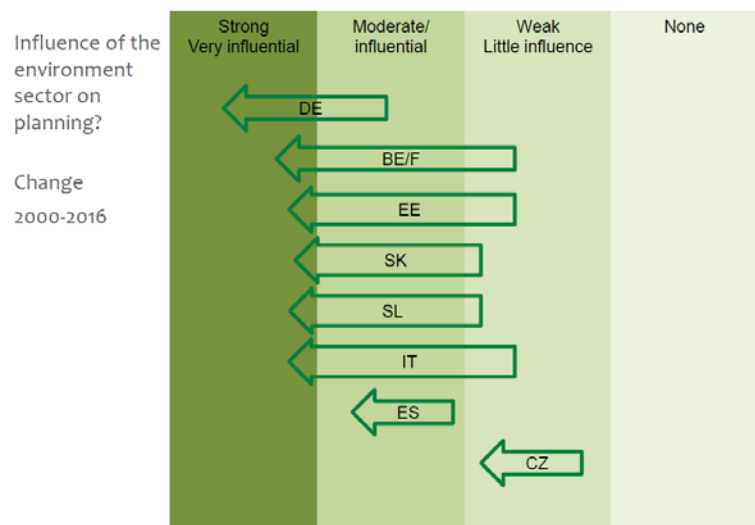 Influence of the
environment
sector on
planning?
Change
2000-2016
Strong
Very influential
Moderate/
influential
Weak
Little influence
None
DE
BE/F
EE
SK
SL
IT
ES
CZ